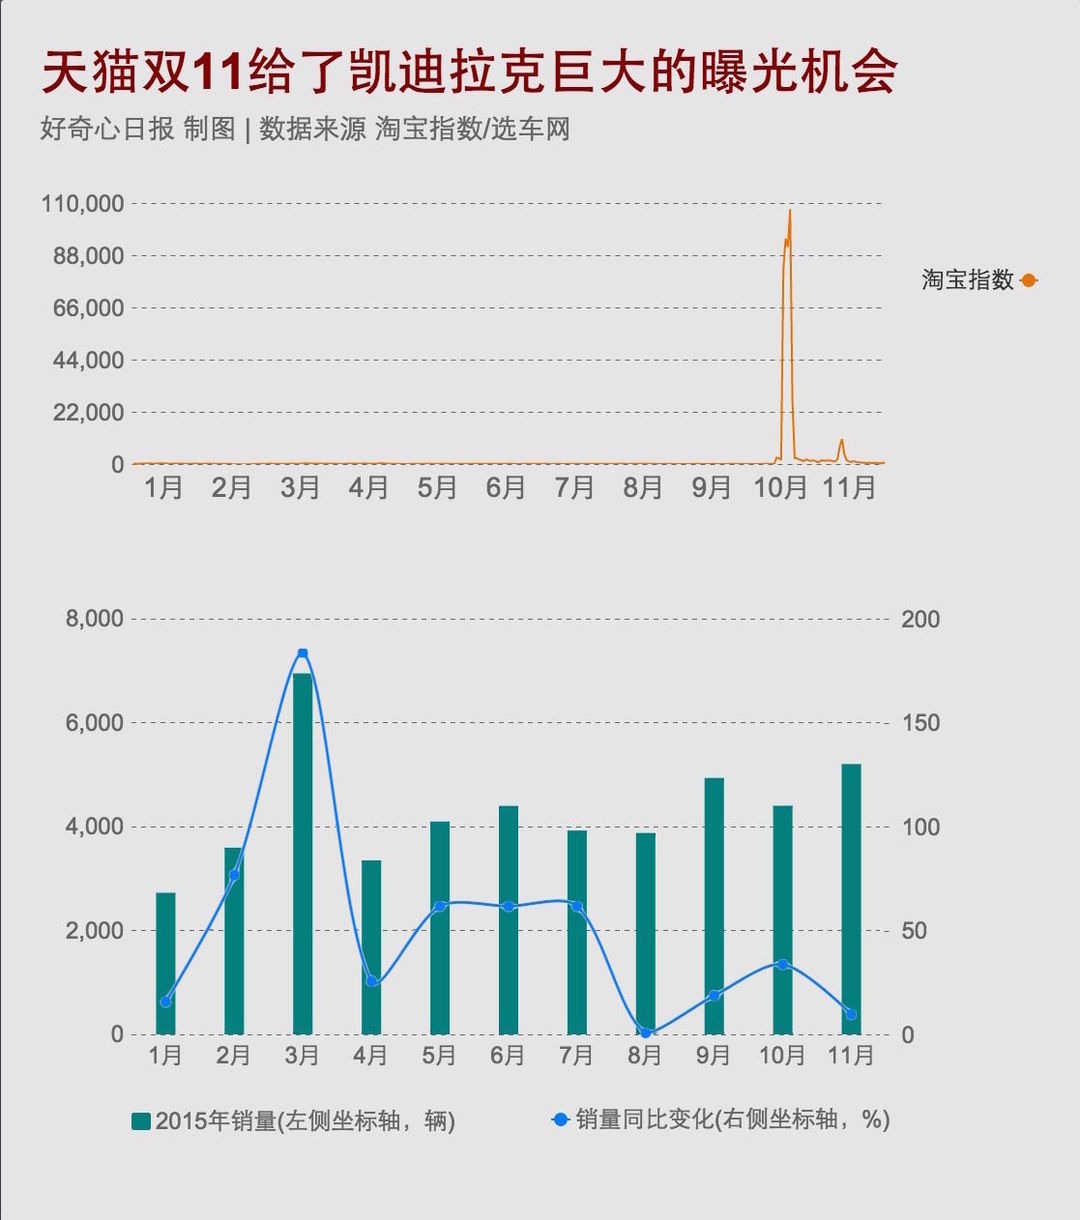 天猫双11给了凯迪拉克巨大的曝光机会
好奇心日报 制图 | 数据来源 淘宝指数/选车网
110,000
88,000
66,000
44,000
22,000
0
淘宝指数
1月 2月 3月 4月 5月 6月 7月 8月 9月 10月 11月
8,000 200
6,000 150
4,000 100
2,000 50
0 0
1月 2月 3月 4月 5月 6月 7月 8月 9月 10月 11月
2015年销量(左侧坐标轴，辆) 销量同比变化(右侧坐标轴，%)